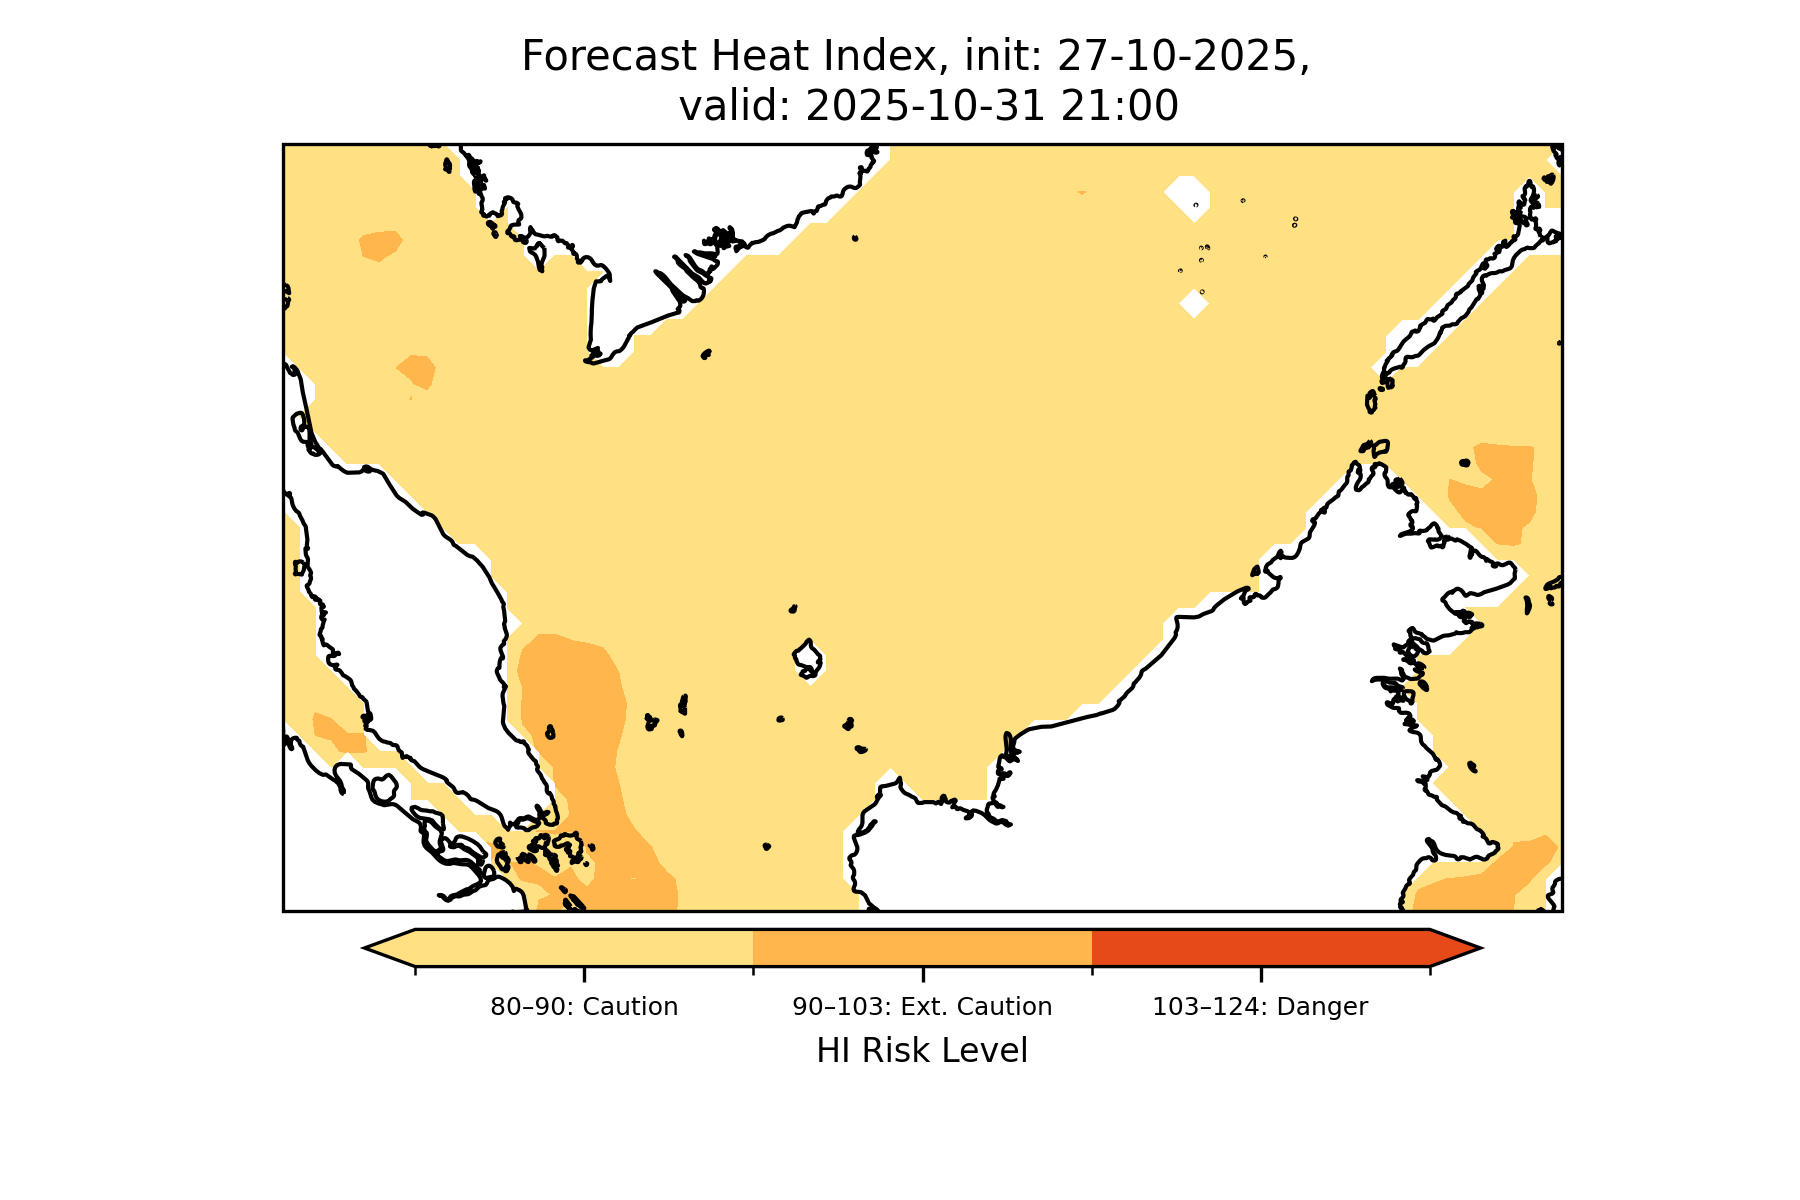 Forecast Heat Index, init: 27-10-2025,
valid: 2025-10-31 21:00
80–90: Caution
90–103: Ext. Caution
103–124: Danger
HI Risk Level